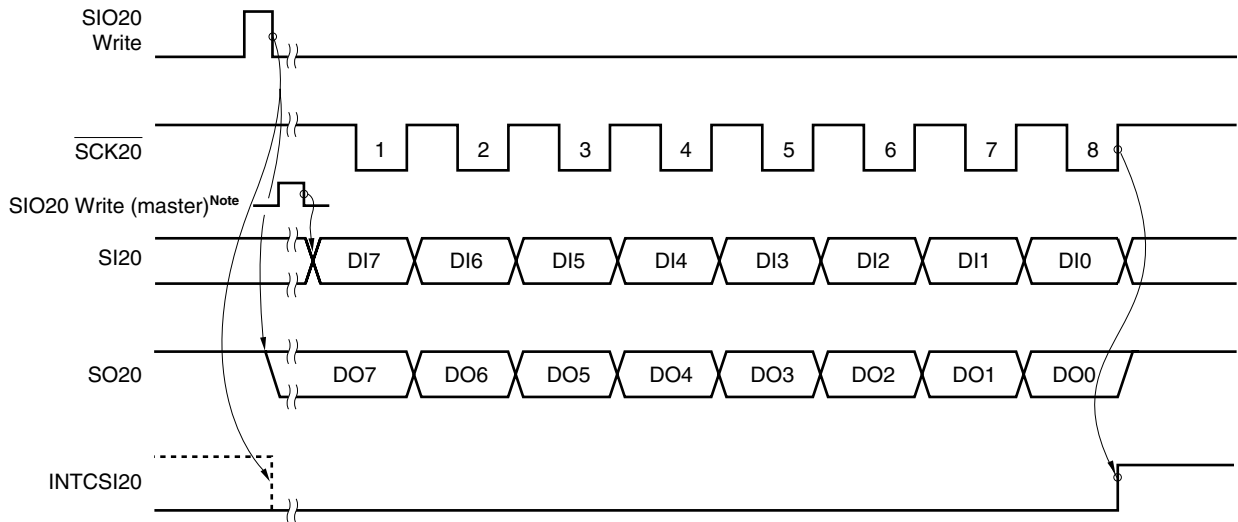 SIO20
Write
SCK20
1 2 3 4 5 6 7 8
SIO20 Write (master)Note
SI20
DI7 DI6 DI5 DI4 DI3 DI2 DI1 DI0
SO20
DO7 DO6 DO5 DO4 DO3 DO2 DO1 DO0
INTCSI20